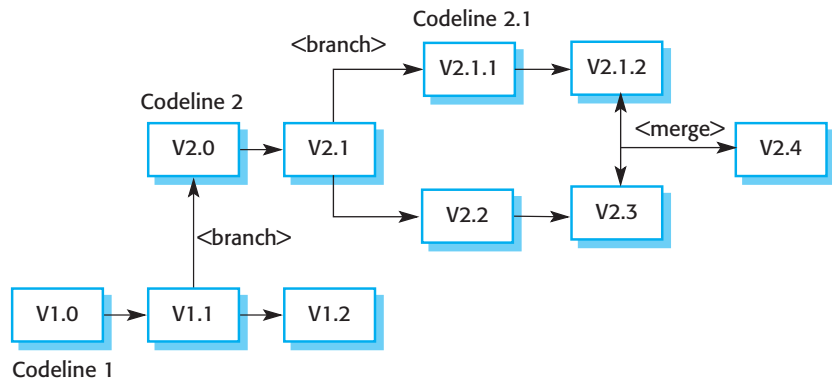 Codeline 2.1
<branch>
V2.1.1
V2.1.2
Codeline 2
V2.0
V2.1
<merge>
V2.4
V2.2
V2.3
<branch>
V1.0
V1.1
V1.2
Codeline 1